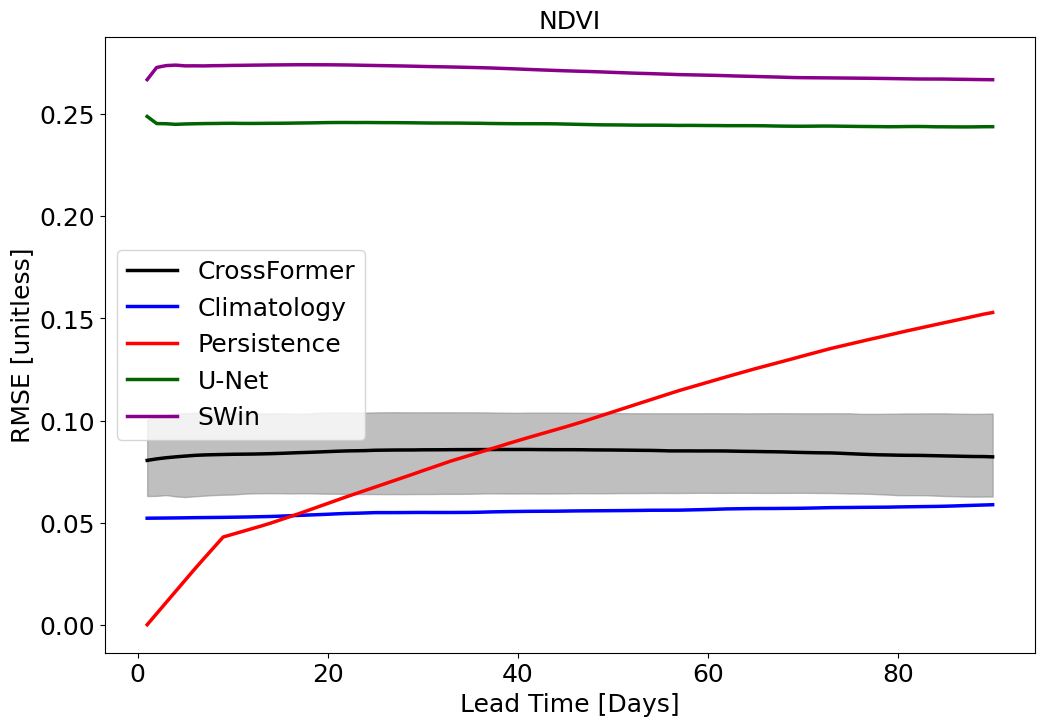 NDVI
RMSE [unitless]
0.25
0.20
0.15
0.10
0.05
0.00
CrossFormer
Climatology
Persistence
U-Net
SWin
0
20
40
60
80
Lead Time [Days]